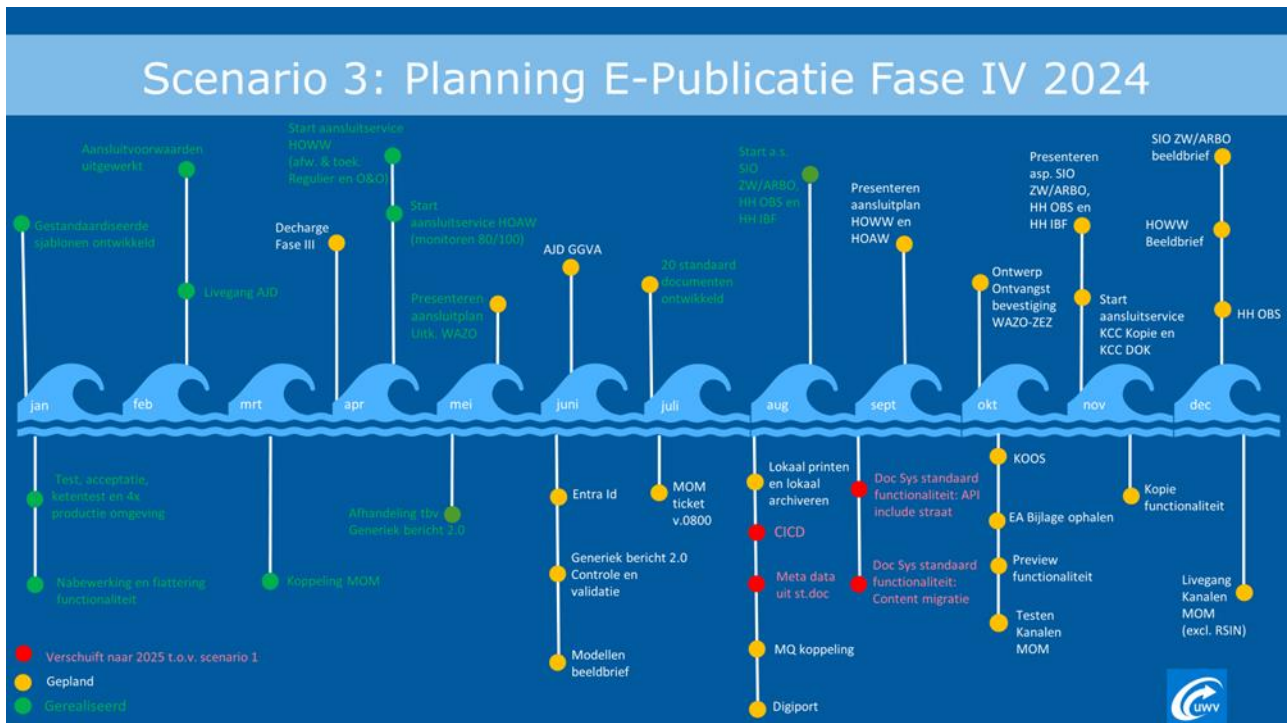 Scenario 3: Planning E-Publicatie Fase IV 2024
Gestandaardiseerde
sjablonen ontwikkeld
Aansluitvoorwaarden
uitgewerkt
Livegang AJD
Decharge
Fase III
Start aansluitservice
HOWW
(afw. & toek.
Regulier en O&O)
Start
aansluitservice HOAW
(monitoren 80/100)
Presenteren
aansluitplan
Uitk. WAZO
AJD GGVA
20 standaard
documenten
ontwikkeld
Start a.s.
SIO
ZW/ARBO,
HH OBS en
HH IBF
Presenteren
aansluitplan
HOWW en
HOAW
Ontwerp
Ontvangst
bevestiging
WAZO-ZEZ
Presenteren
asp. SIO
ZW/ARBO,
HH OBS en
HH IBF
Start
aansluitservice
KCC Kopie en
KCC DOK
SIO ZW/ARBO
beeldbrief
HOWW
Beeldbrief
HH OBS
jan
feb
mrt
apr
mei
juni
juli
aug
sept
okt
nov
dec
Test, acceptatie,
ketentest en 4x
productie omgeving
Nabewerking en fiattering
functionaliteit
Koppeling MOM
Afhandeling tbv
Generiek bericht 2.0
Entra Id
Generiek bericht 2.0
Controle en
validatie
Modellen
beeldbrief
MOM
ticket
v.0800
Lokaal printen
en lokaal
archiveren
CICD
Meta data
uit st.doc
MQ koppeling
Digiport
Doc Sys standaard
functionaliteit: API
include straat
Doc Sys standaard
functionaliteit:
Content migratie
KOOS
EA Bijlage ophalen
Preview
functionaliteit
Testen
Kanalen
MOM
Kopie
functionaliteit
Livegang
Kanalen
MOM
(excl. RSIN)
Verschuift naar 2025 t.o.v. scenario 1
Gepland
Gerealiseerd
uwv